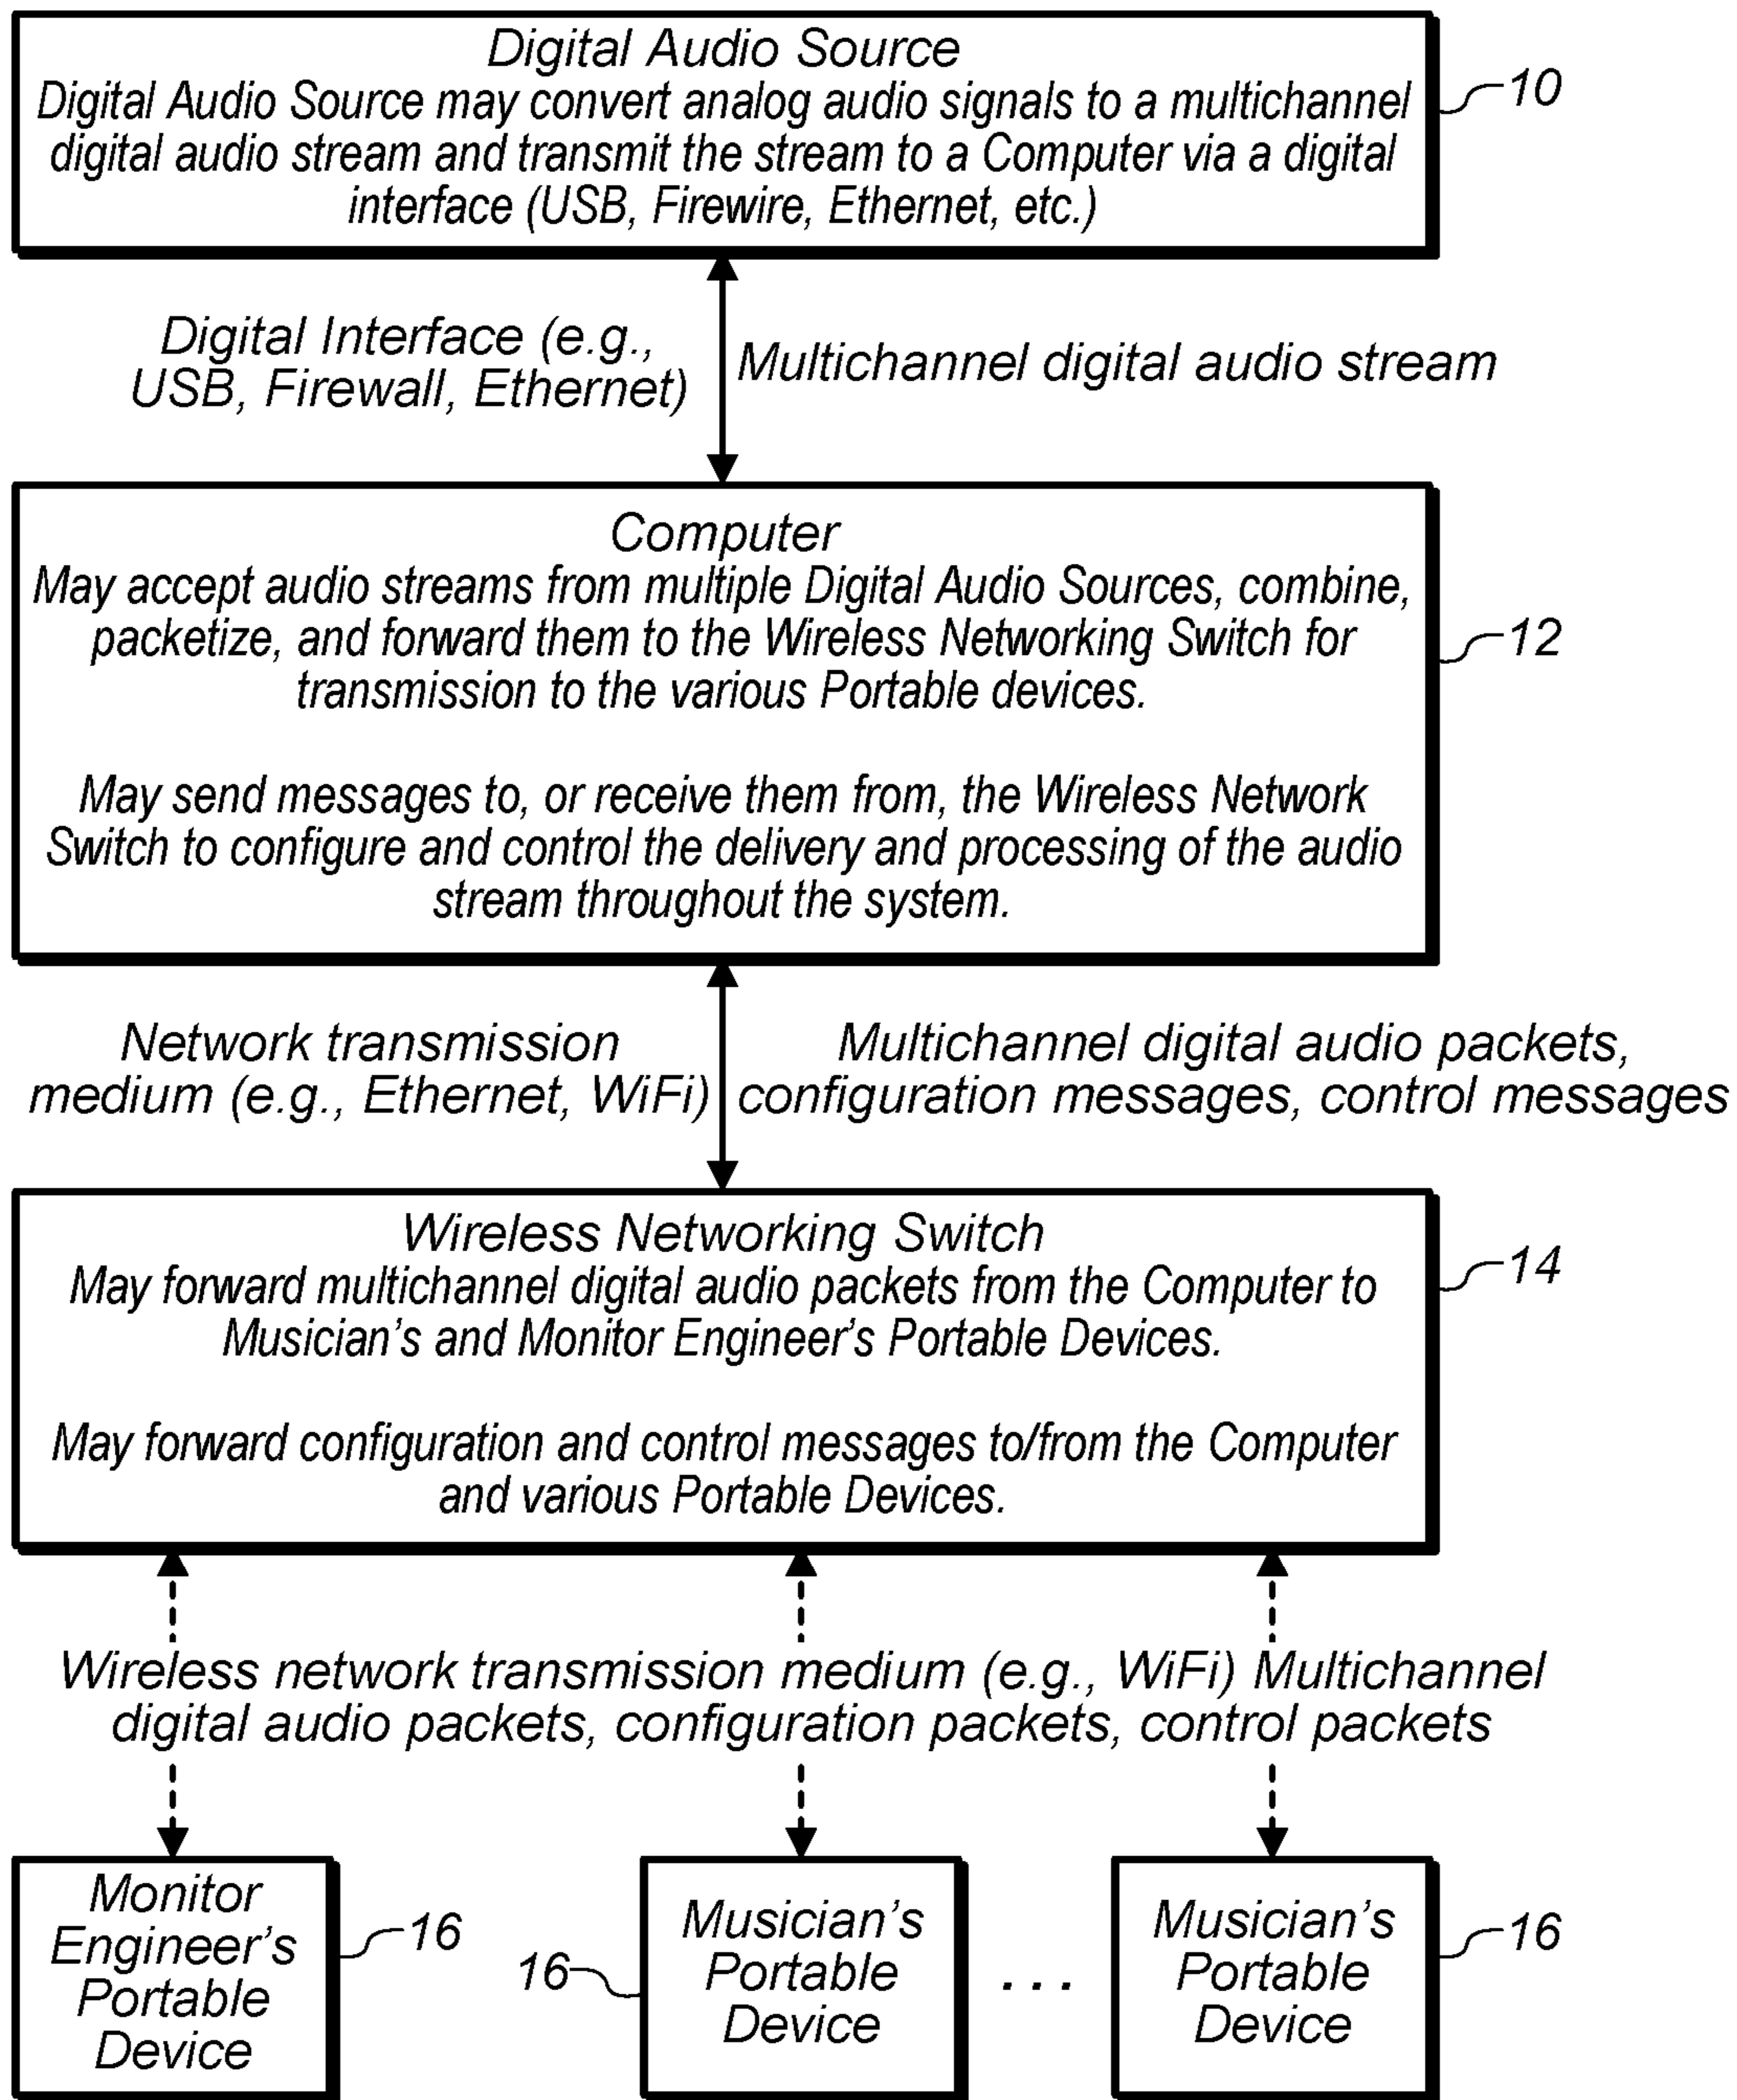 Digital Audio Source
Digital Audio Source may convert analog audio signals to a multichannel
digital audio stream and transmit the stream to a Computer via a digital
interface (USB, Firewire, Ethernet, etc.)
10
Digital Interface (e.g.,
USB, Firewall, Ethernet)
Multichannel digital audio stream
Computer
May accept audio streams from multiple Digital Audio Sources, combine,
packetize, and forward them to the Wireless Networking Switch for
transmission to the various Portable devices.
May send messages to, or receive them from, the Wireless Network
Switch to configure and control the delivery and processing of the audio
stream throughout the system.
12
Network transmission
medium (e.g., Ethernet, WiFi)
Multichannel digital audio packets,
configuration messages, control messages
Wireless Networking Switch
May forward multichannel digital audio packets from the Computer to
Musician's and Monitor Engineer's Portable Devices.
May forward configuration and control messages to/from the Computer
and various Portable Devices.
14
Wireless network transmission medium (e.g., WiFi) Multichannel
digital audio packets, configuration packets, control packets
Monitor
Engineer's
Portable
Device
16
16
Musician's
Portable
Device
...
Musician's
Portable
Device
16